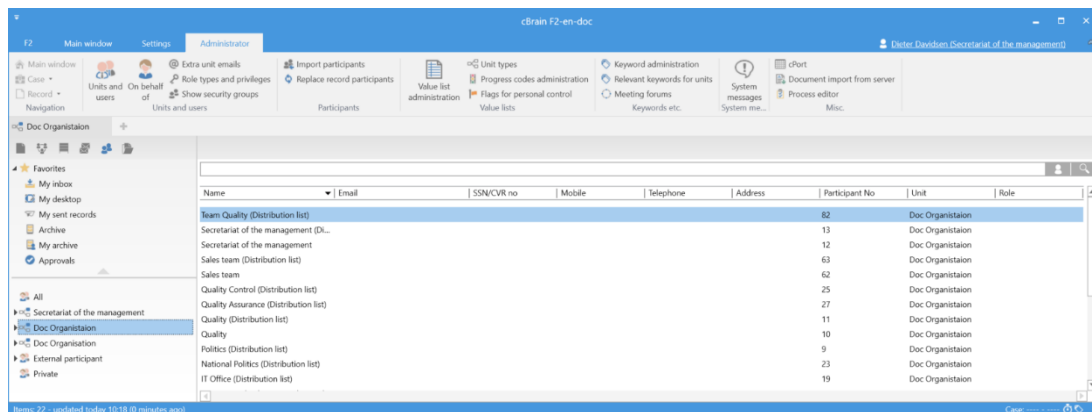 cBrain F2-en-doc
F2 Main window Settings Administrator Dieter Davidsen (Secretariat of the management)
Main window Extra unit emails Import participants Unit types Keyword administration cPort
Case Role types and privileges Replace record participants Progress codes administration Relevant keywords for units Document import from server
Record Units and users On behalf of Show security groups Value list administration Flags for personal control Meeting forums System messages Process editor
Navigation Units and users Participants Value lists Keywords etc. System me... Misc.
Doc Organistaion
Favorites
My inbox
Name Email SSN/CVR no Mobile Telephone Address Participant No Unit Role
My desktop
My sent records
Archive
My archive
Approvals
Team Quality (Distribution list) 82 Doc Organistaion
Secretariat of the management (Di... 13 Doc Organistaion
Secretariat of the management 12 Doc Organistaion
Sales team (Distribution list) 63 Doc Organistaion
Sales team 62 Doc Organistaion
Quality Control (Distribution list) 25 Doc Organistaion
Quality Assurance (Distribution list) 27 Doc Organistaion
Quality (Distribution list) 11 Doc Organistaion
Quality 10 Doc Organistaion
Politics (Distribution list) 9 Doc Organistaion
National Politics (Distribution list) 23 Doc Organistaion
IT Office (Distribution list) 19 Doc Organistaion
All
Secretariat of the management
Doc Organistaion
Doc Organisation
External participant
Private
Items: 22 - updated today 10:18 (0 minutes ago) Case: ---- - ----